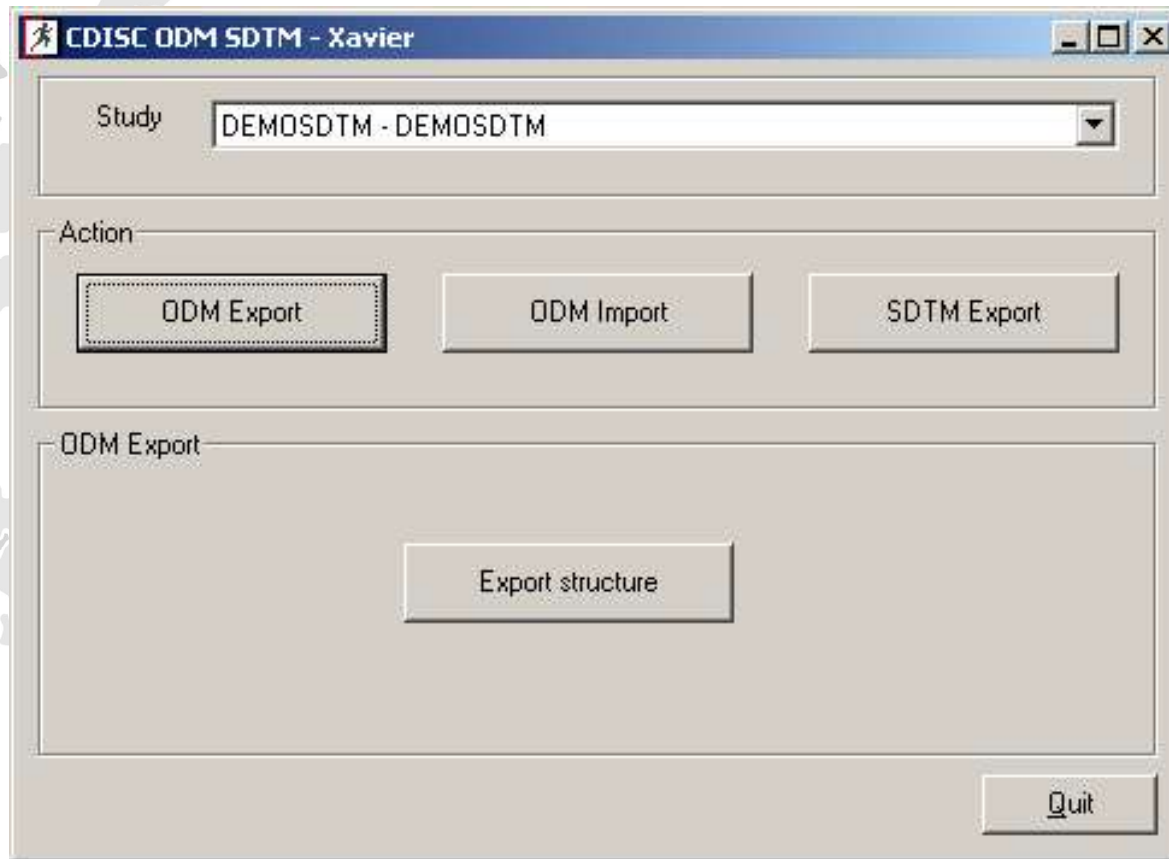 CDISC ODM SDTM - Xavier
Study DEMOSDTM - DEMOSDTM
Action
ODM Export ODM Import SDTM Export
ODM Export
Export structure
Quit